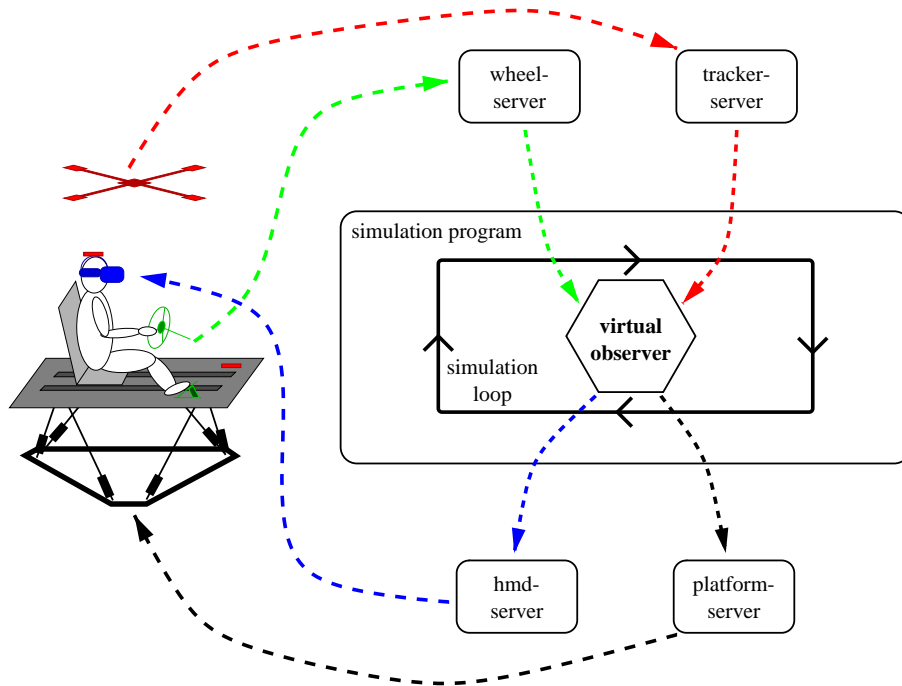 wheel-
server
tracker-
server
simulation program
virtual
observer
simulation
loop
hmd-
server
platform-
server